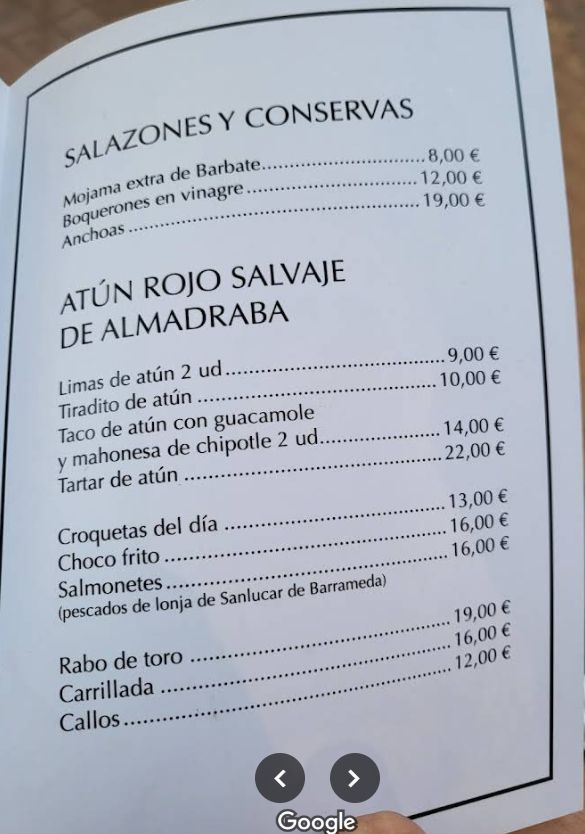 SALAZONES Y CONSERVAS
Mojama extra de Barbate..............................8,00 €
Boquerones en vinagre...............................12,00 €
Anchoas.....................................................19,00 €
ATÚN ROJO SALVAJE
DE ALMADRABA
Limas de atún 2 ud........................................9,00 €
Tiradito de atún ...........................................10,00 €
Taco de atún con guacamole
y mahonesa de chipotle 2 ud......................14,00 €
Tartar de atún ..............................................22,00 €
Croquetas del día ........................................13,00 €
Choco frito ..................................................16,00 €
Salmonetes ..................................................16,00 €
(pescados de lonja de Sanlucar de Barrameda)
Rabo de toro ...............................................19,00 €
Carrillada ....................................................16,00 €
Callos..........................................................12,00 €
Google